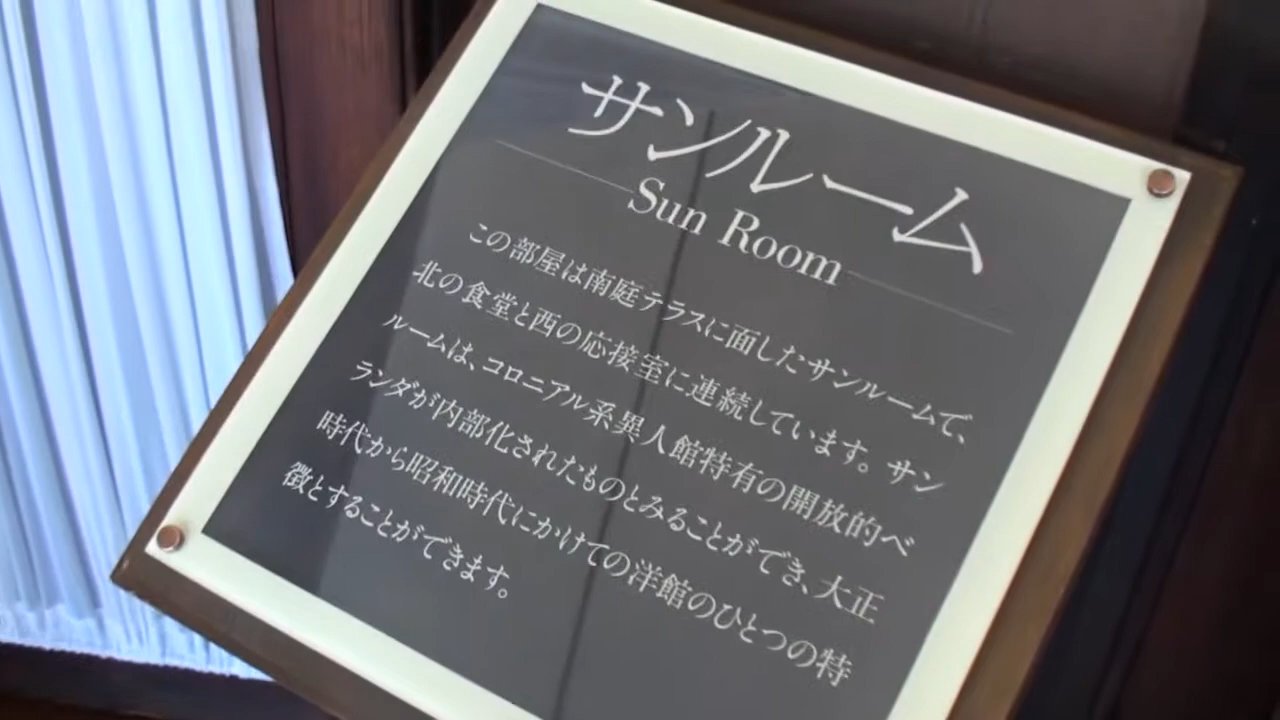 サンルーム
Sun Room
この部屋は南庭テラスに面したサンルームで、
北の食堂と西の応接室に連続しています。サン
ルームは、コロニアル系異人館特有の開放的ベ
ランダが内部化されたものとみることができ、大正
時代から昭和時代にかけての洋館のひとつの特
徴とすることができます。